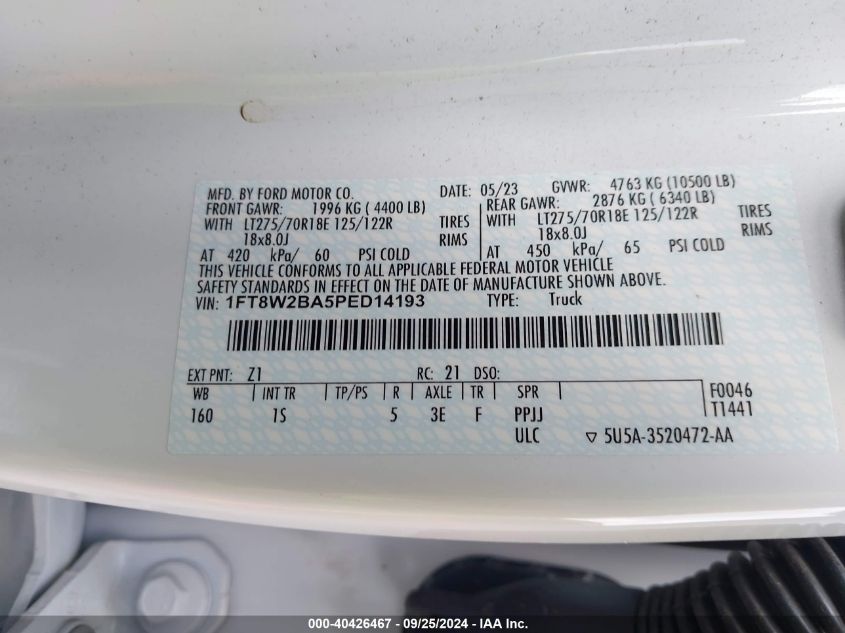 MFD. BY FORD MOTOR CO. DATE: 05/23 GVWR: 4763 KG (10500 LB)
FRONT GAWR: 1996 KG ( 4400 LB) REAR GAWR: 2876 KG ( 6340 LB)
WITH LT275/70R18E 125/122R TIRES WITH LT275/70R18E 125/122R TIRES
18x8.0J RIMS 18x8.0J RIMS
AT 420 kPa/ 60 PSI COLD AT 450 kPa/ 65 PSI COLD
THIS VEHICLE CONFORMS TO ALL APPLICABLE FEDERAL MOTOR VEHICLE
SAFETY STANDARDS IN EFFECT ON THE DATE OF MANUFACTURE SHOWN ABOVE.
VIN: 1FT8W2BA5PED14193 TYPE: Truck
EXT PNT: Z1 RC: 21 DSO:
WB INT TR TP/PS R AXLE TR SPR F0046
160 1S 5 3E F PPJJ T1441
ULC ▽ 5U5A-3520472-AA
000-40426467 - 09/25/2024 - IAA Inc.